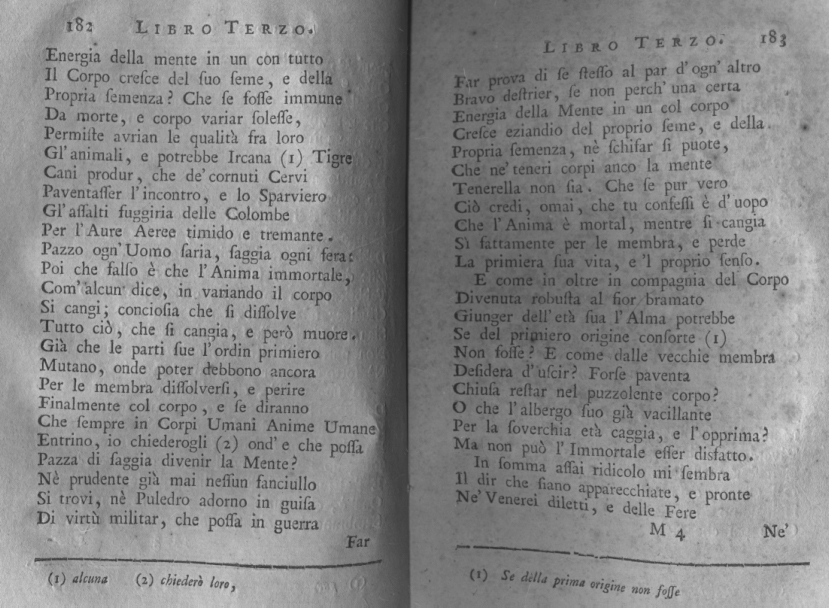 182 LIBRO TERZO.
Energia della mente in un con tutto
Il Corpo creſce del ſuo ſeme, e della
Propria ſemenza? Che ſe foſſe immune
Da morte, e corpo variar ſoleſſe,
Permiſte avrian le qualità fra loro
Gl'animali, e potrebbe Ircana (1) Tigre
Cani produr, che de'cornuti Cervi
Paventaſſer l'incontro, e lo Sparviero
Gl'aſſalti fuggiria delle Colombe
Per l'Aure Aeree timido e tremante.
Pazzo ogn'Uomo ſaria, ſaggia ogni fera:
Poi che falſo è che l'Anima immortale,
Com'alcun dice, in variando il corpo
Si cangi; concioſia che ſi diſſolve
Tutto ciò, che ſi cangia, e però muore.
Già che le parti ſue l'ordin primiero
Mutano, onde poter debbono ancora
Per le membra diſſolverſi, e perire
Finalmente col corpo, e ſe diranno
Che ſempre in Corpi Umani Anime Umane
Entrino, io chiederogli (2) ond'e che poſſa
Pazza di ſaggia divenir la Mente?
Nè prudente già mai neſſun fanciullo
Si trovi, nè Puledro adorno in guiſa
Di virtù militar, che poſſa in guerra
Far
(1) alcuna (2) chiederò loro,
LIBRO TERZO. 183
Far prova di ſe ſteſſo al par d'ogn'altro
Bravo deſtrier, ſe non perch'una certa
Energia della Mente in un col corpo
Creſce eziandio del proprio ſeme, e della
Propria ſemenza, nè ſchifar ſi puote,
Che ne'teneri corpi anco la mente
Tenerella non ſia. Che ſe pur vero
Ciò credi, omai, che tu confeſſi è d'uopo
Che l'Anima è mortal, mentre ſi cangia
Sì fattamente per le membra, e perde
La primiera ſua vita, e 'l proprio ſenſo.
E come in oltre in compagnia del Corpo
Divenuta robuſta al fior bramato
Giunger dell'età ſua l'Alma potrebbe
Se del primiero origine conſorte (1)
Non foſſe? E come dalle vecchie membra
Deſidera d'uſcir? Forſe paventa
Chiuſa reſtar nel puzzolente corpo?
O che l'albergo ſuo già vacillante
Per la ſoverchia età caggia, e l'opprima?
Ma non può l'Immortale eſſer disfatto.
In ſomma aſſai ridicolo mi ſembra
Il dir che ſiano apparecchiate, e pronte
Ne'Venerei diletti, e delle Fere
M 4 Ne'
(1) Se della prima origine non foſſe